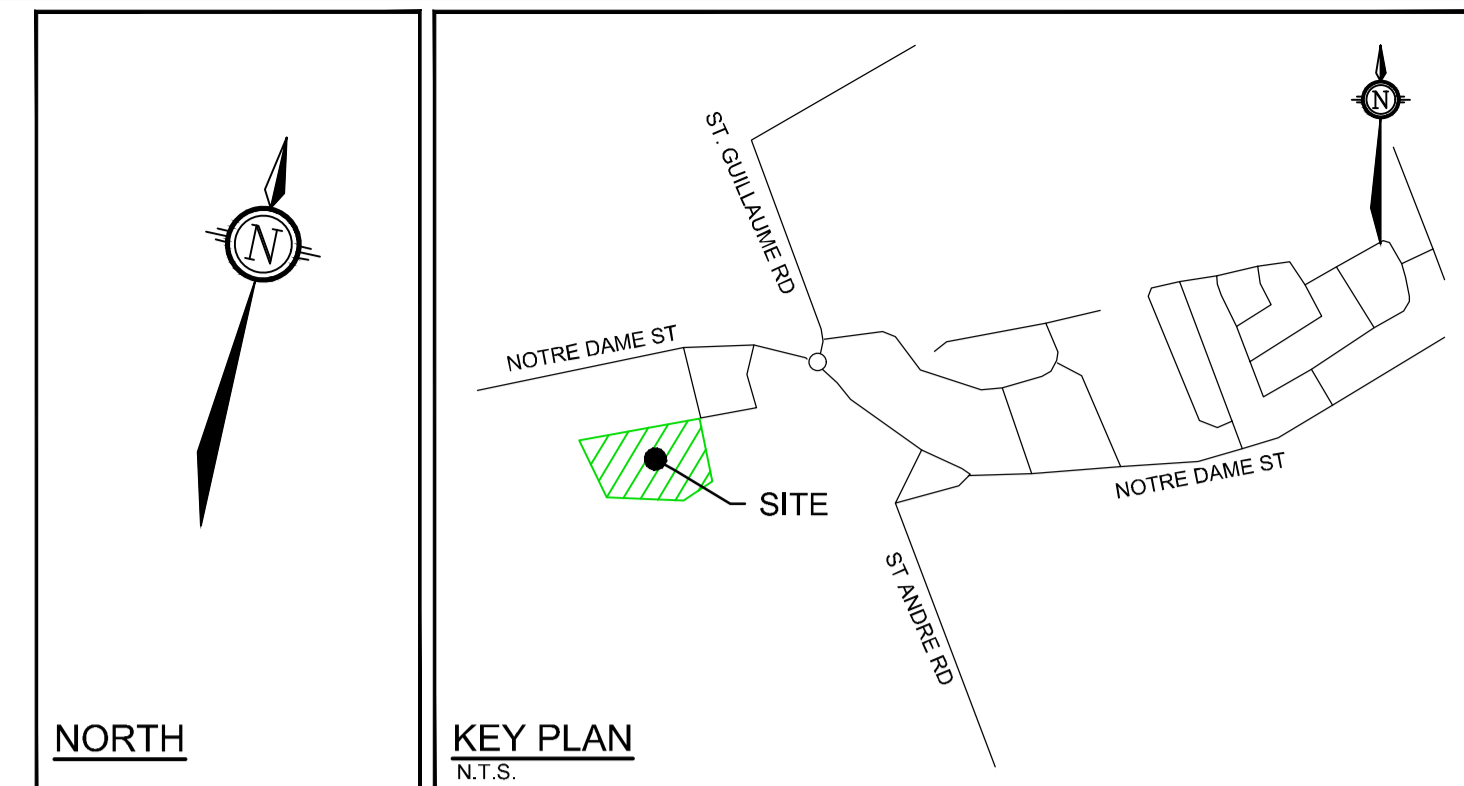 N
NORTH
N
ST. GUILLAUME RD
NOTRE DAME ST
SITE
NOTRE DAME ST
ST ANDRE RD
KEY PLAN
N.T.S.